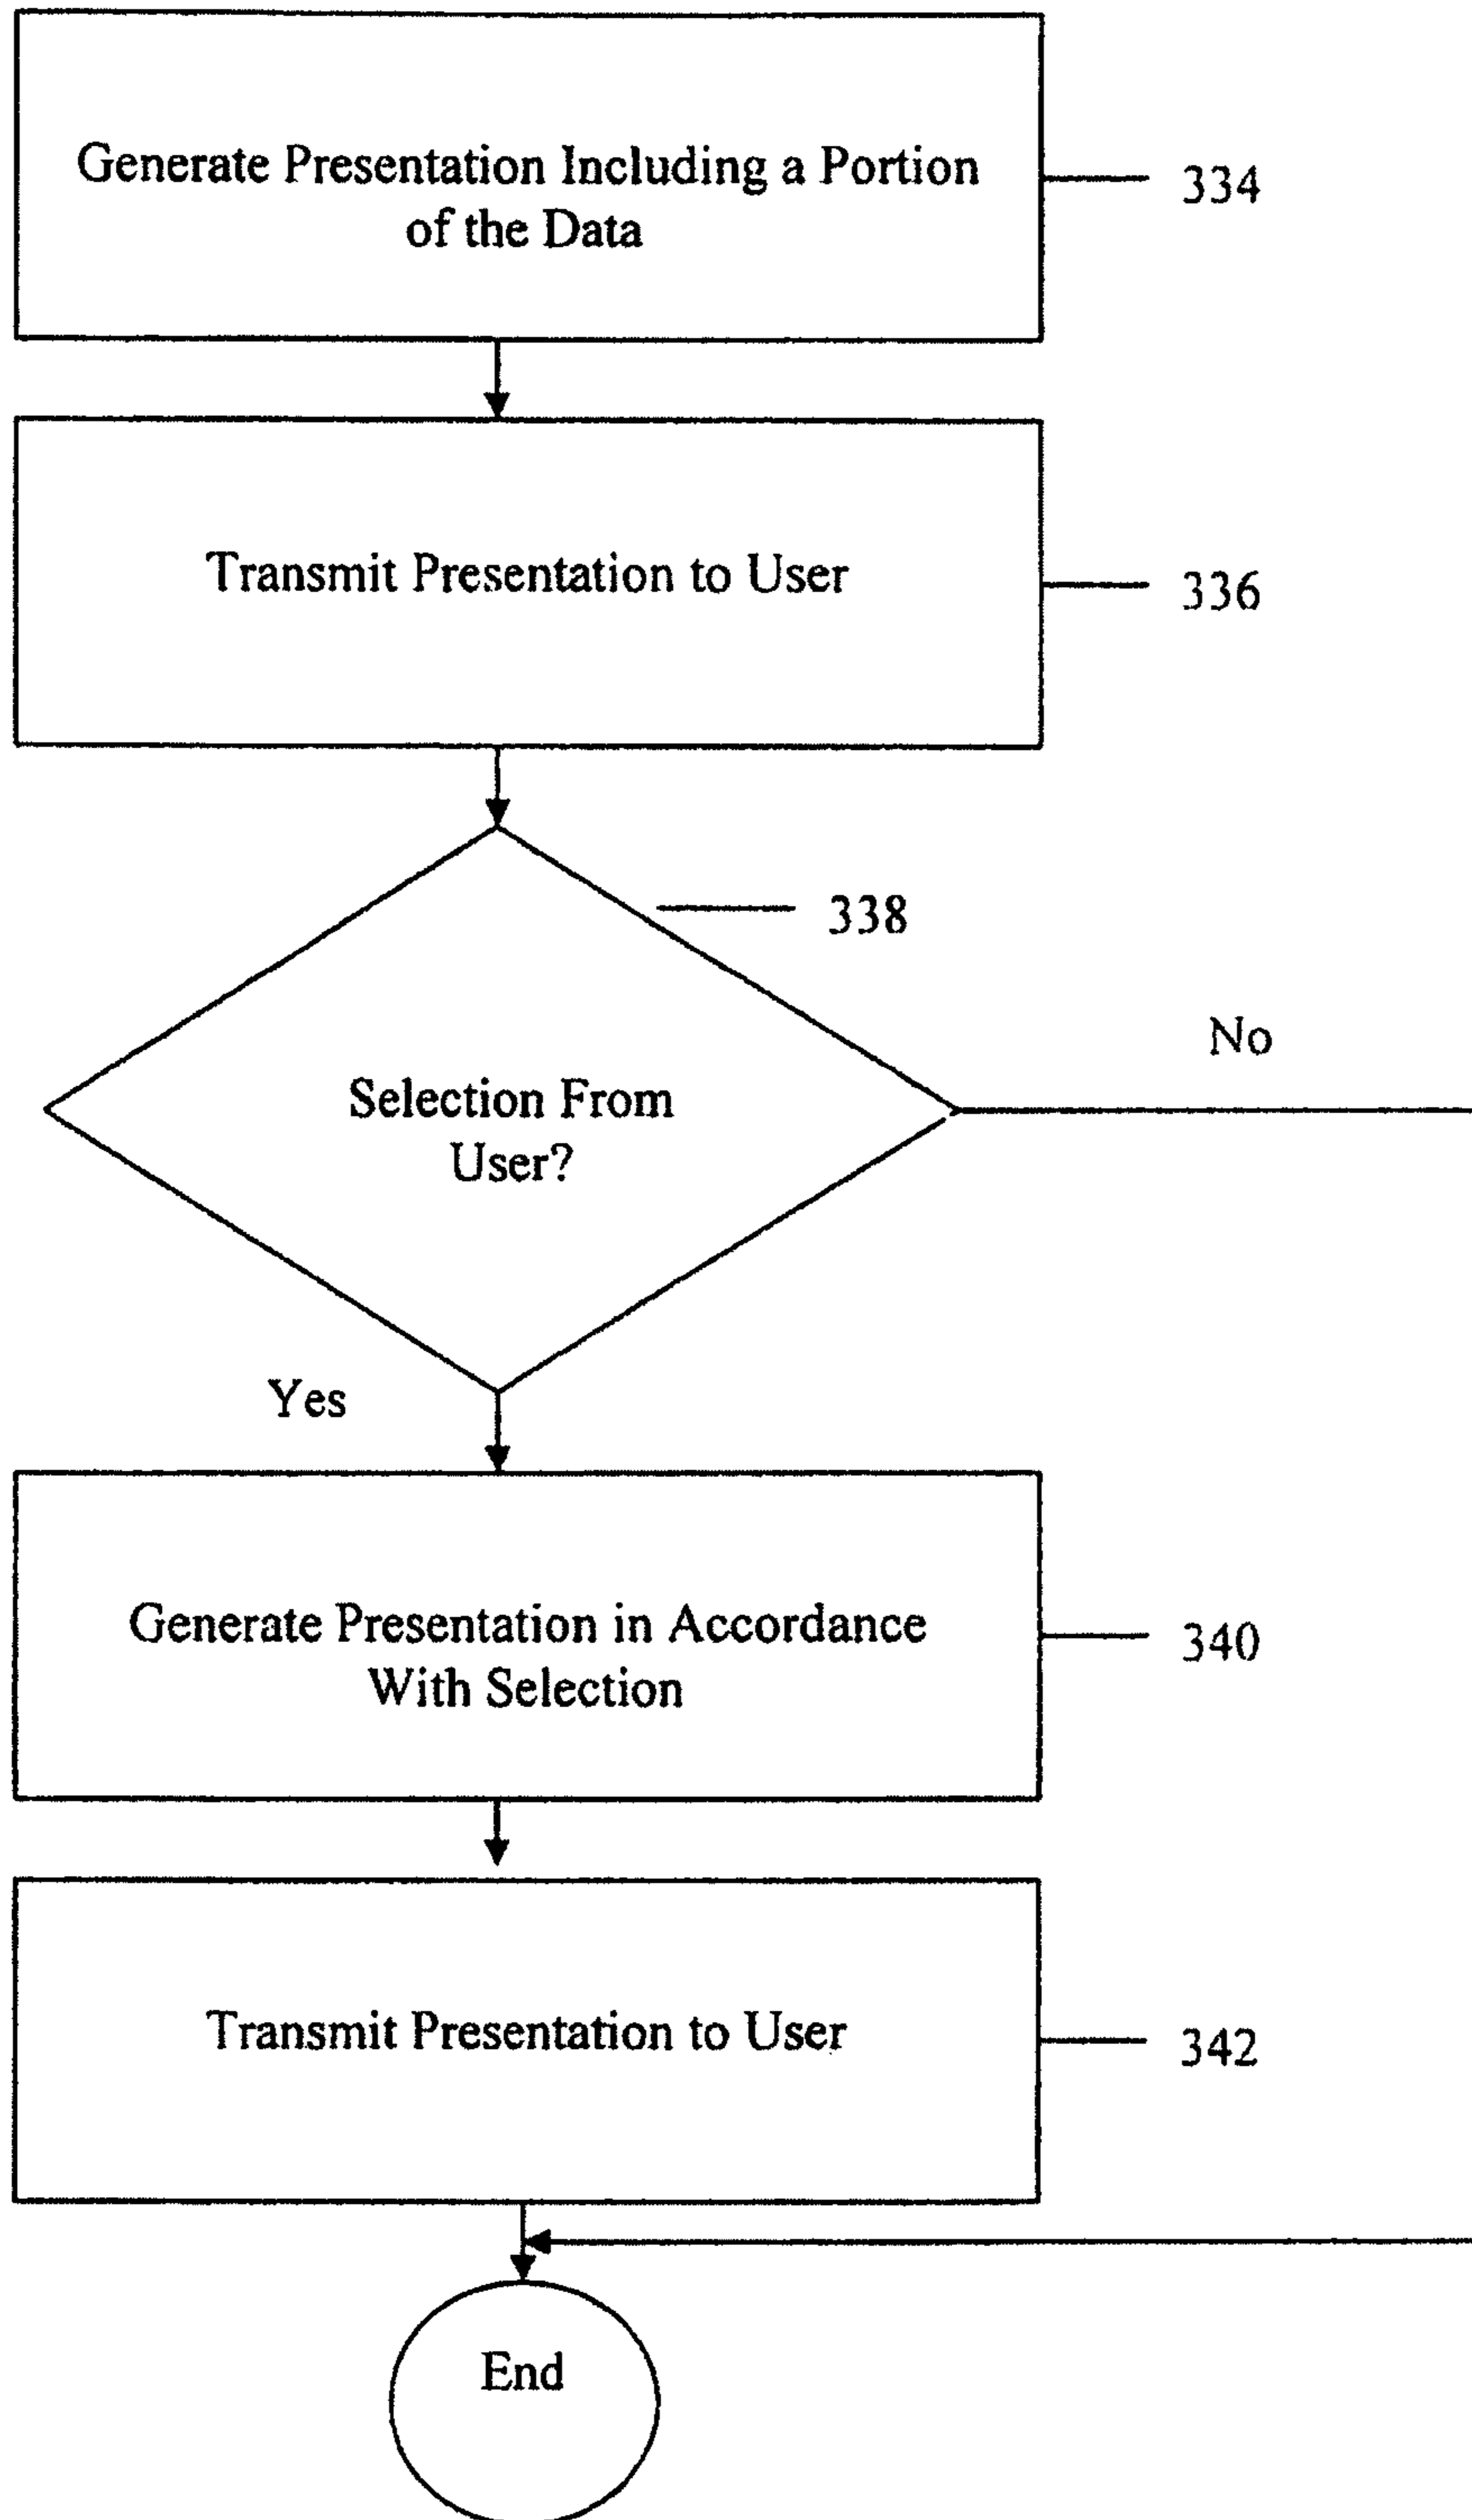 Generate Presentation Including a Portion
of the Data
334
Transmit Presentation to User
336
338
No
Selection From
User?
Yes
Generate Presentation in Accordance
With Selection
340
Transmit Presentation to User
342
End